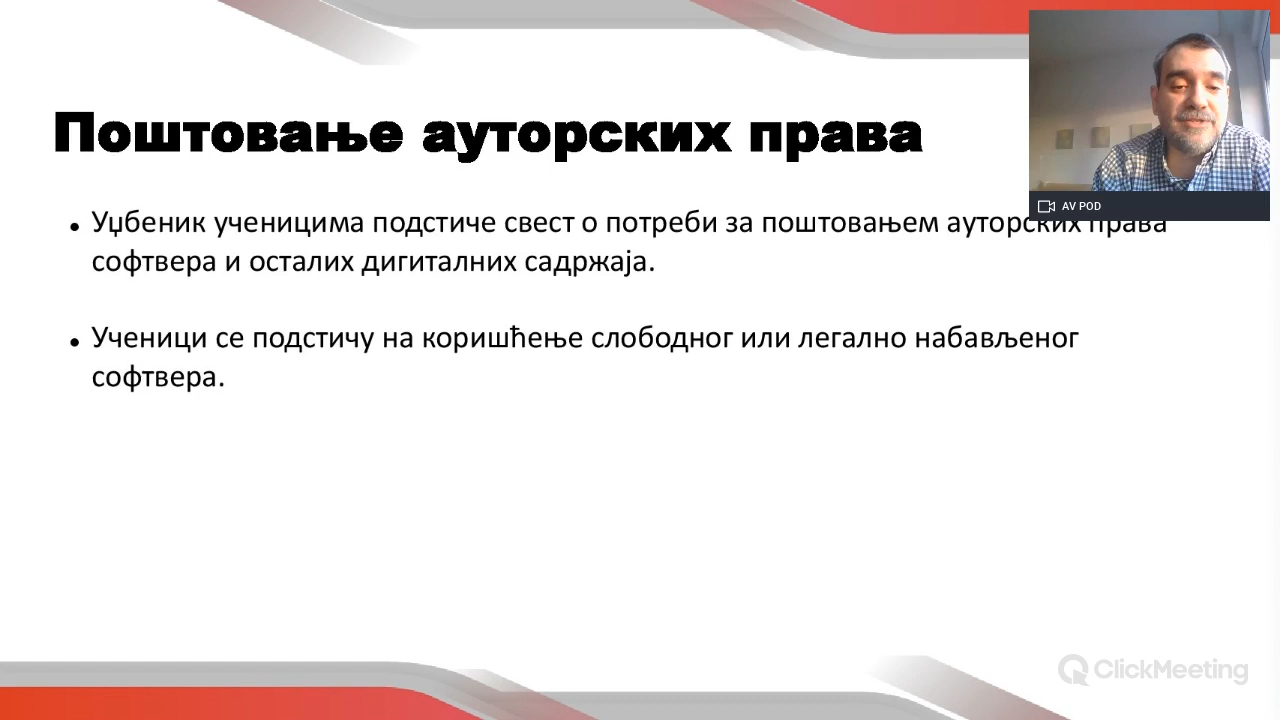 Поштовање ауторских права
AV POD
• Уџбеник ученицима подстиче свест о потреби за поштовањем ауторских права
софтвера и осталих дигиталних садржаја.
• Ученици се подстичу на коришћење слободног или легално набављеног
софтвера.
ClickMeeting